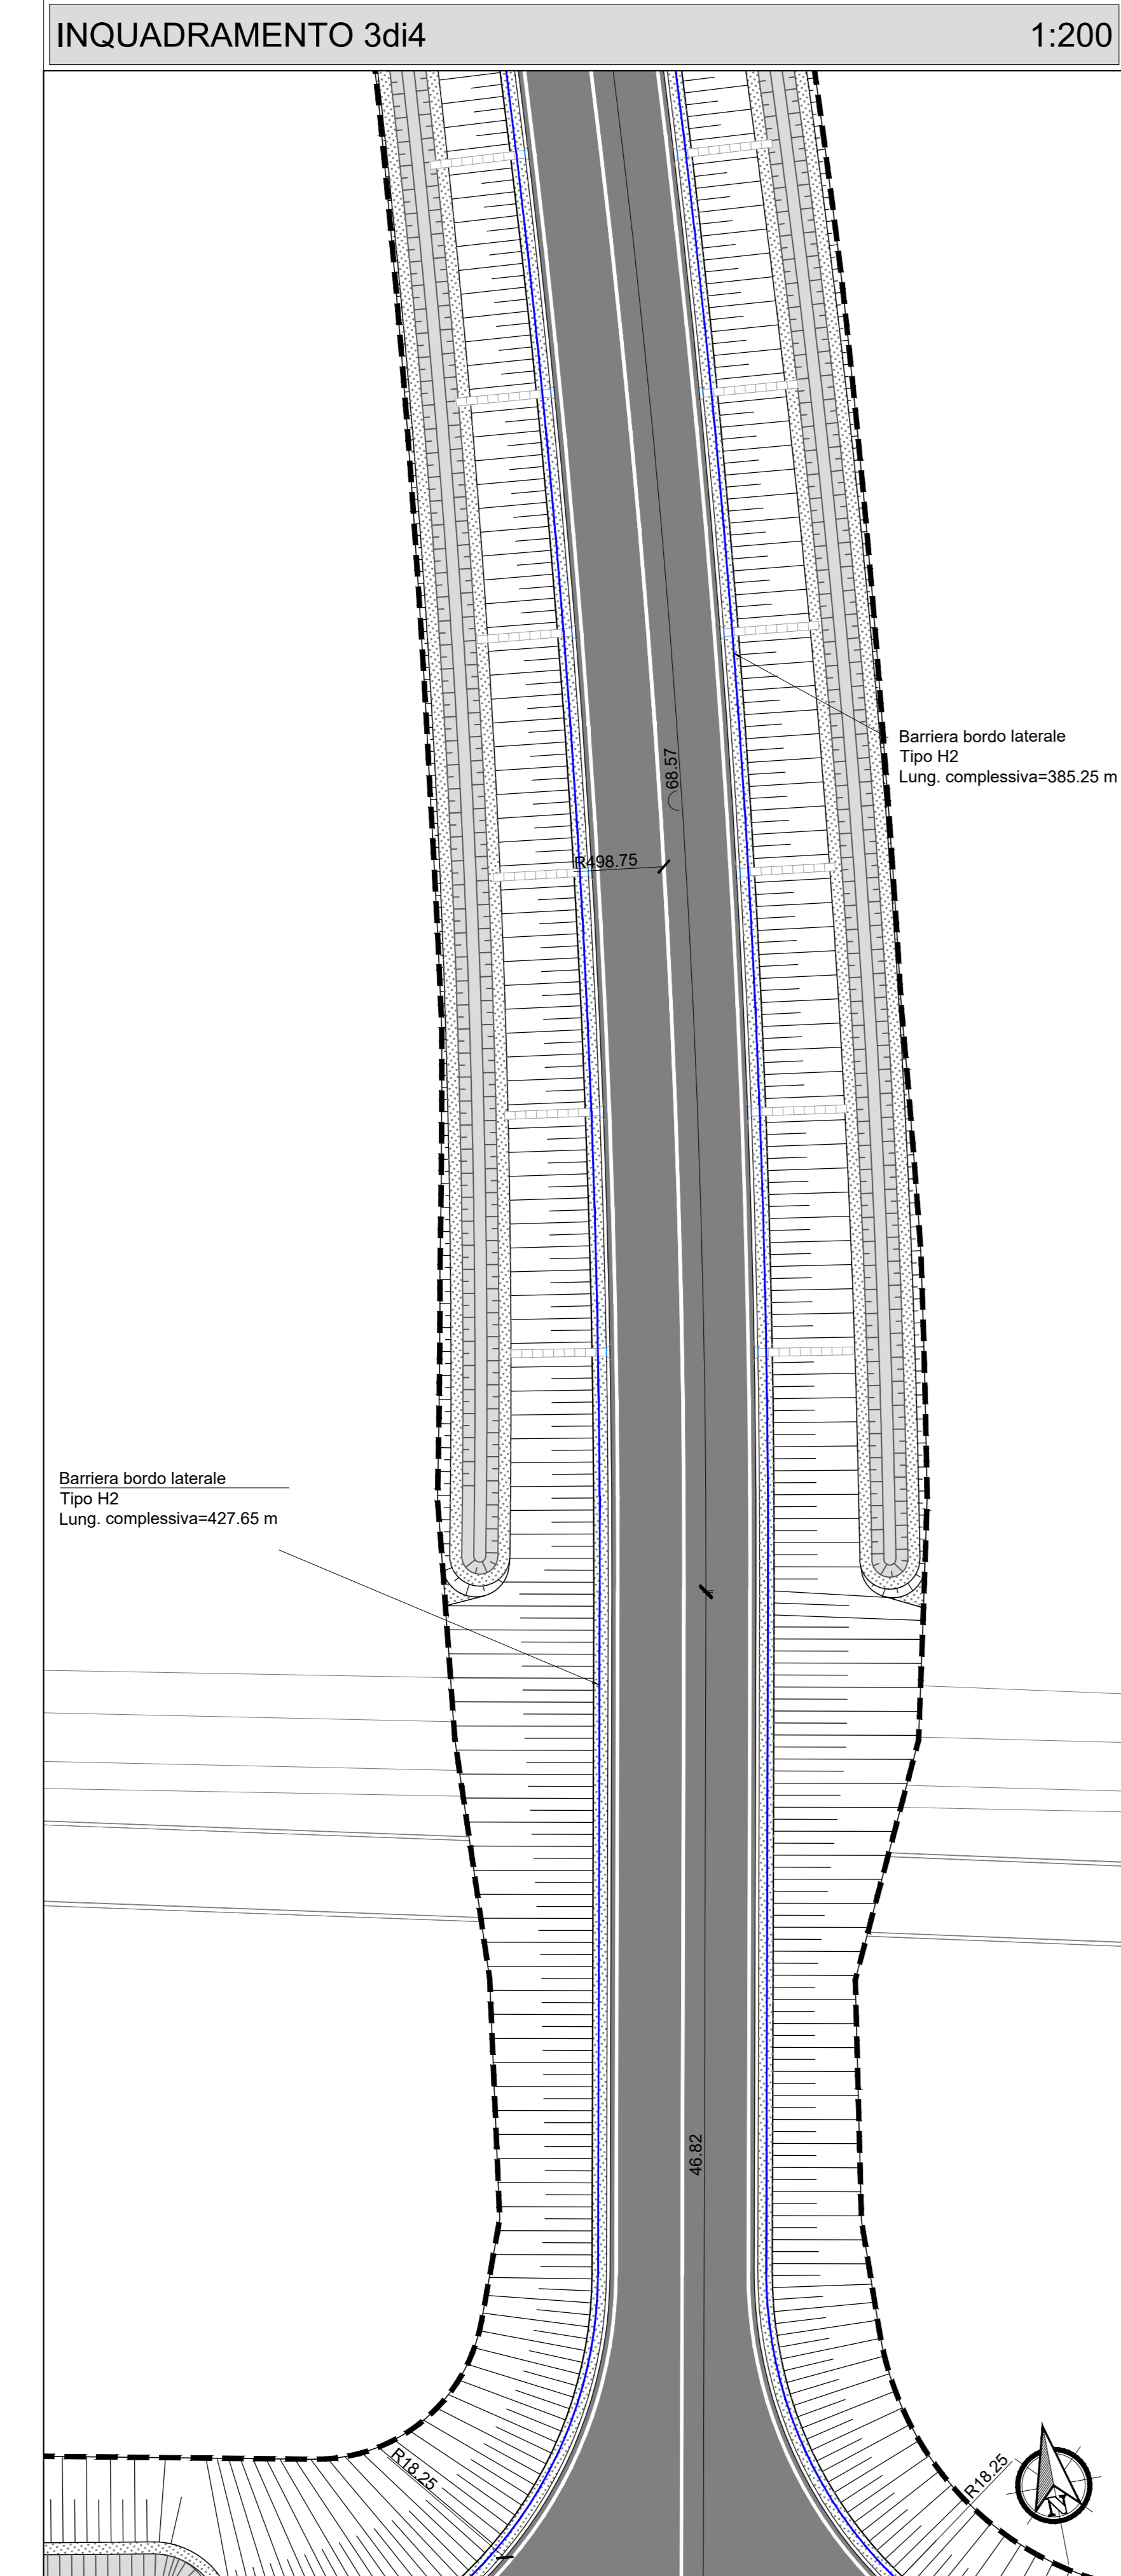 INQUADRAMENTO 3di4
1:200
Barriera bordo laterale
Tipo H2
Lung. complessiva=385.25 m
68.57
R498.75
Barriera bordo laterale
Tipo H2
Lung. complessiva=427.65 m
46.82
R18.25
R18.25
N